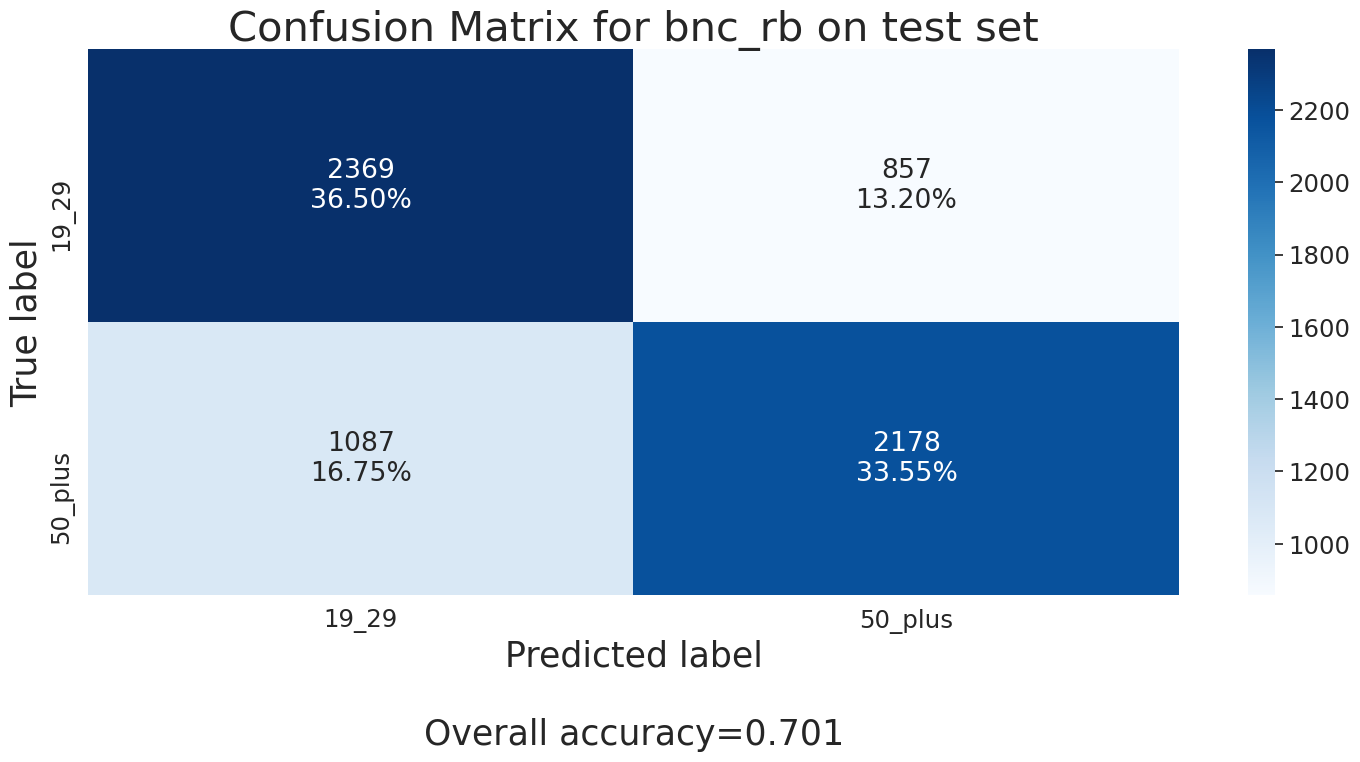 Confusion Matrix for bnc_rb on test set
2369
36.50%
857
13.20%
1087
16.75%
2178
33.55%
True label
19_29
50_plus
19_29
50_plus
Predicted label
Overall accuracy=0.701
2200
2000
1800
1600
1400
1200
1000